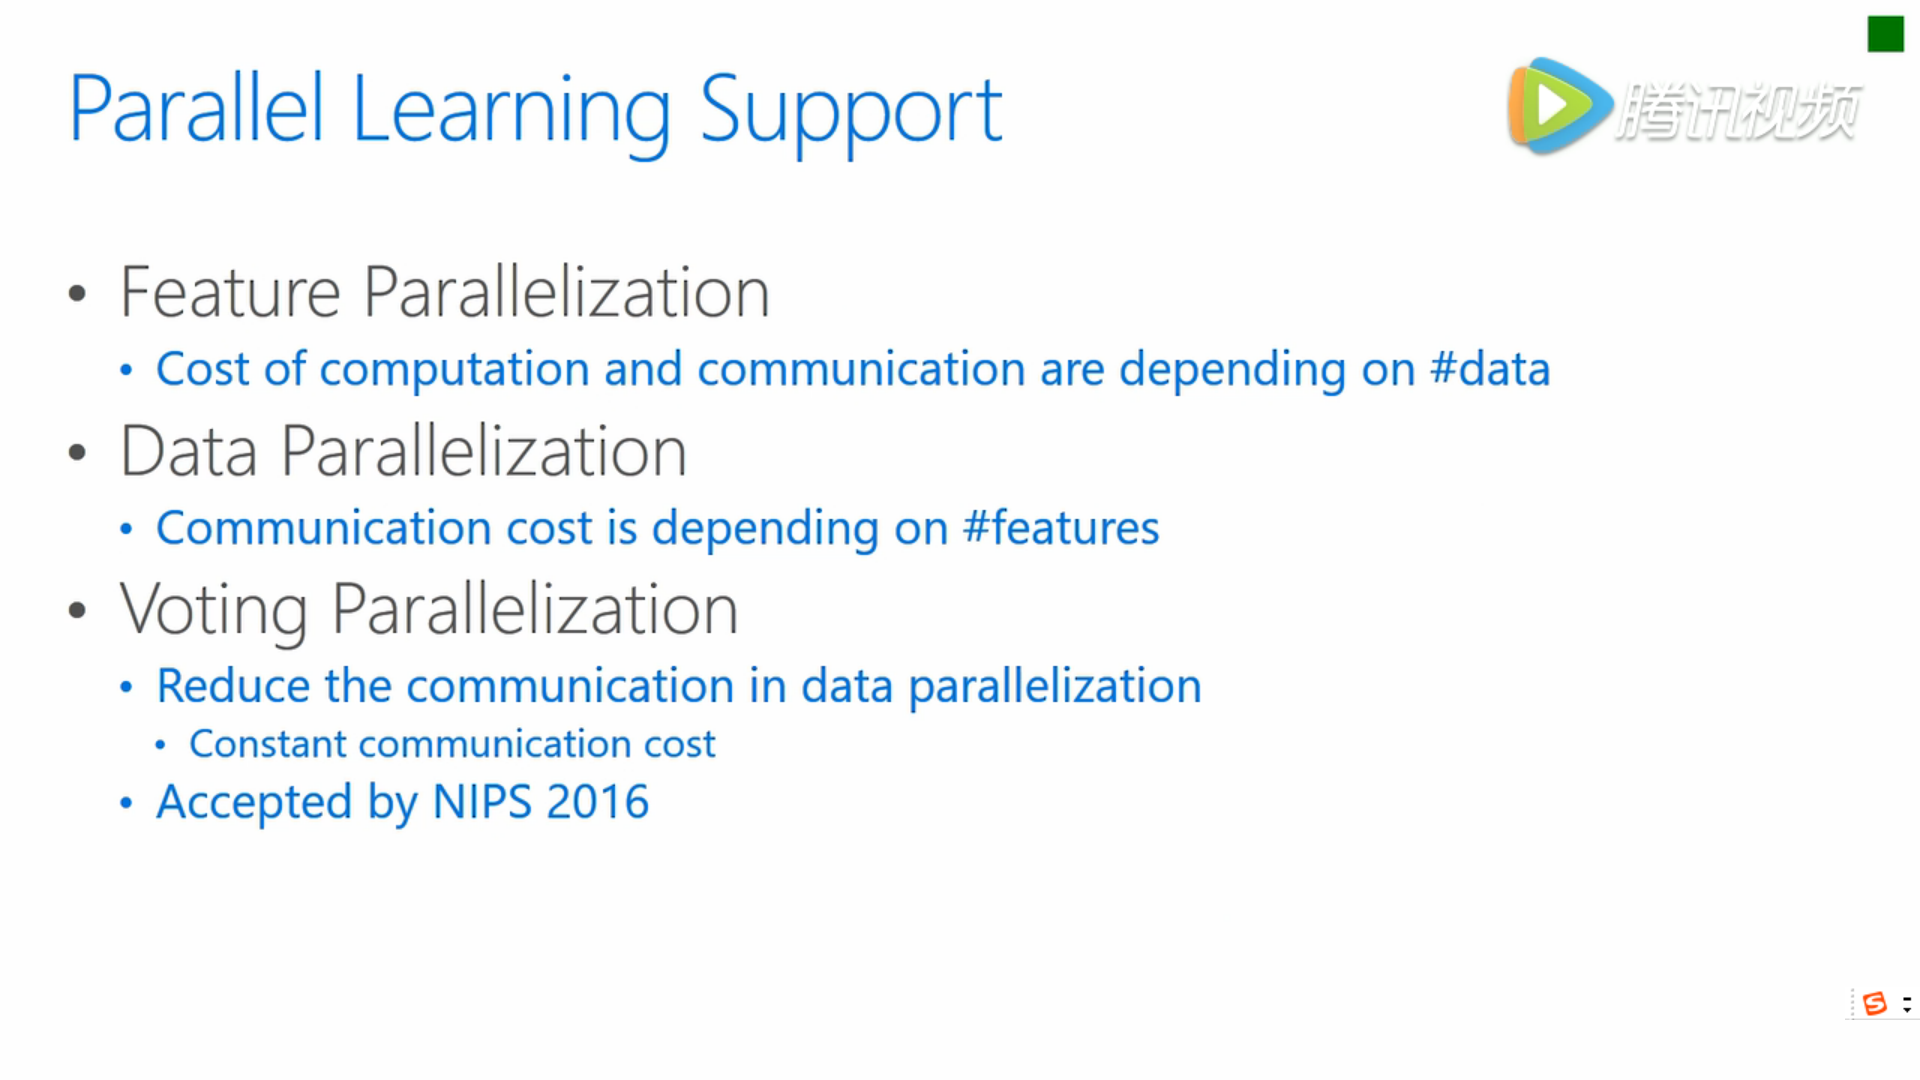 Parallel Learning Support
腾讯视频
• Feature Parallelization
• Cost of computation and communication are depending on #data
• Data Parallelization
• Communication cost is depending on #features
• Voting Parallelization
• Reduce the communication in data parallelization
• Constant communication cost
• Accepted by NIPS 2016
S